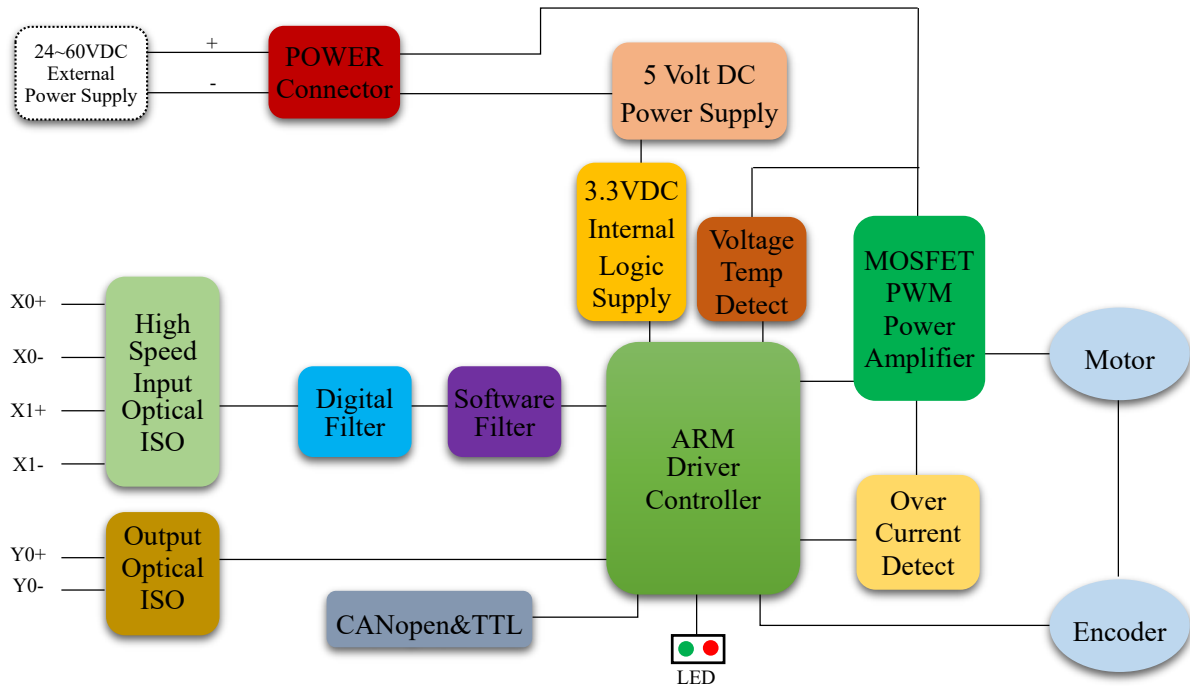 24~60VDC
External
Power Supply
+
-
POWER
Connector
5 Volt DC
Power Supply
3.3VDC
Internal
Logic
Supply
Voltage
Temp
Detect
MOSFET
PWM
Power
Amplifier
Motor
X0+
X0-
X1+
X1-
High
Speed
Input
Optical
ISO
Digital
Filter
Software
Filter
ARM
Driver
Controller
Over
Current
Detect
Y0+
Y0-
Output
Optical
ISO
CANopen&TTL
LED
Encoder